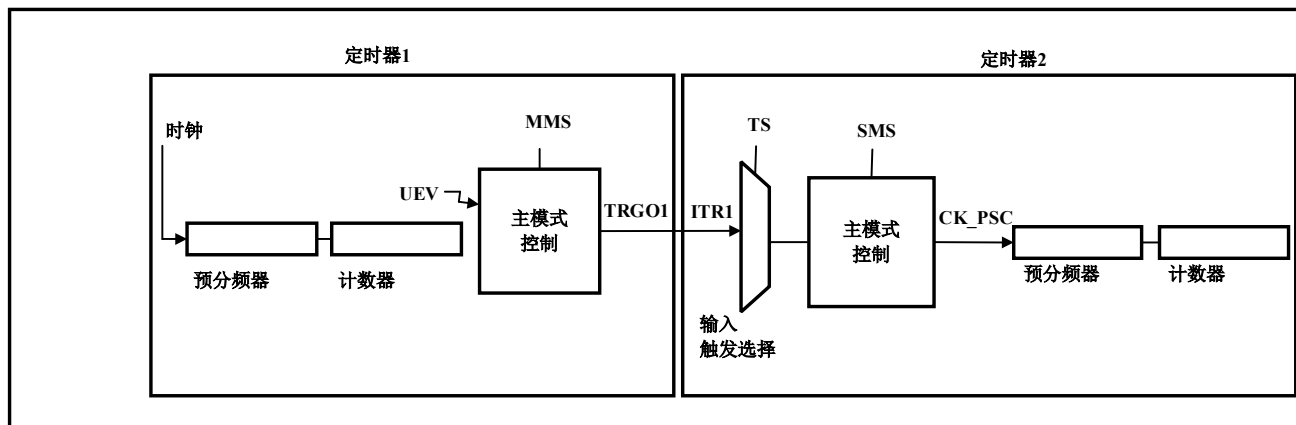 定时器1
定时器2
时钟
MMS
UEV
主模式
控制
TRGO1
预分频器
计数器
ITR1
TS
输入
触发选择
SMS
主模式
控制
CK_PSC
预分频器
计数器